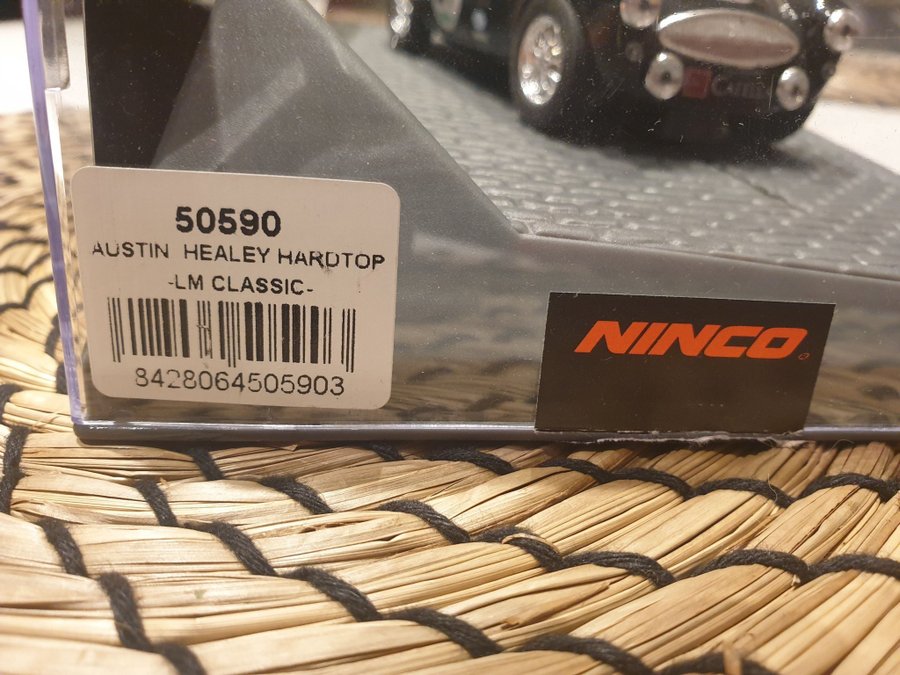 50590
AUSTIN HEALEY HARDTOP
-LM CLASSIC-
8428064505903
NINCO